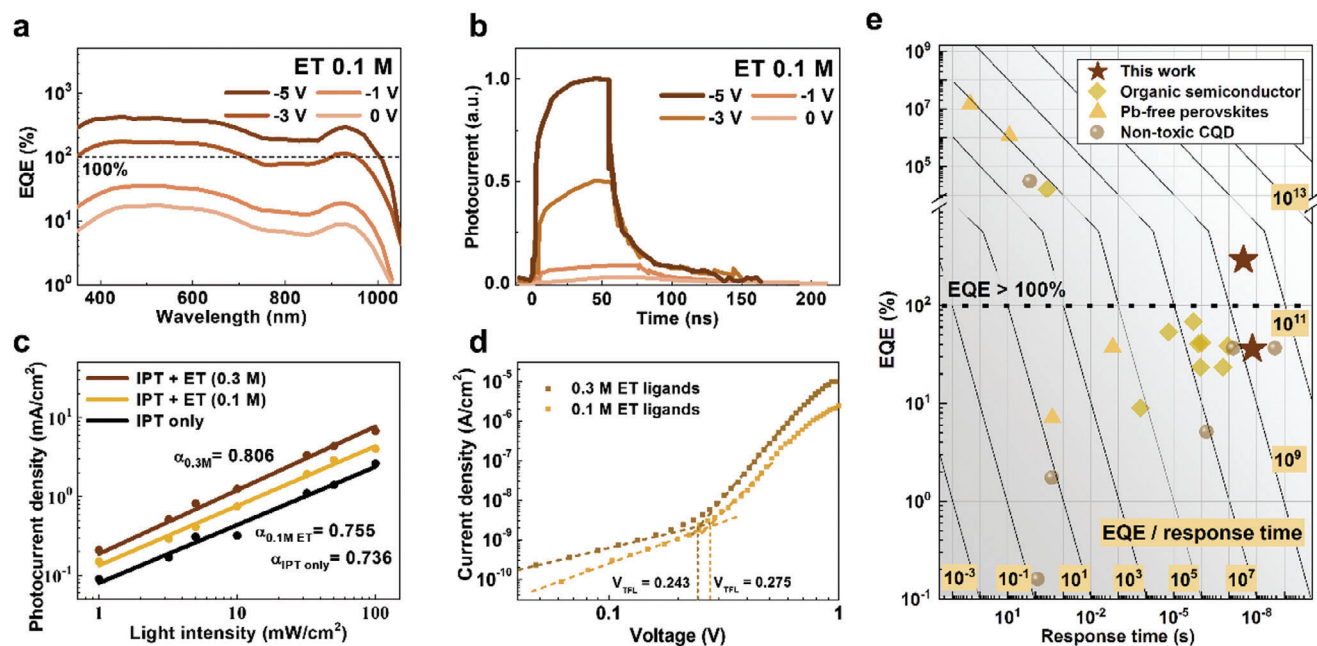 a
ET 0.1 M
-5 V
-1 V
-3 V
0 V
100%
10³
10²
10¹
10⁰
EQE (%)
400
600
800
1000
Wavelength (nm)
b
ET 0.1 M
-5 V
-1 V
-3 V
0 V
1.0
0.5
0.0
Photocurrent (a.u.)
0
50
100
150
200
Time (ns)
c
IPT + ET (0.3 M)
IPT + ET (0.1 M)
IPT only
α0.3M = 0.806
α0.1M ET = 0.755
αIPT only = 0.736
10¹
10⁰
10⁻¹
Photocurrent density (mA/cm²)
1
10
100
Light intensity (mW/cm²)
d
0.3 M ET ligands
0.1 M ET ligands
10⁻⁵
10⁻⁶
10⁻⁷
10⁻⁸
10⁻⁹
10⁻¹⁰
Current density (A/cm²)
VTFL = 0.243
VTFL = 0.275
0.1
1
Voltage (V)
e
This work
Organic semiconductor
Pb-free perovskites
Non-toxic CQD
10⁹
10⁷
10⁵
10²
10¹
10⁰
10⁻¹
EQE (%)
EQE > 100%
10¹³
10¹¹
10⁹
EQE / response time
10⁻³
10⁻¹
10¹
10³
10⁵
10⁷
10¹
10⁻²
10⁻⁵
10⁻⁸
Response time (s)